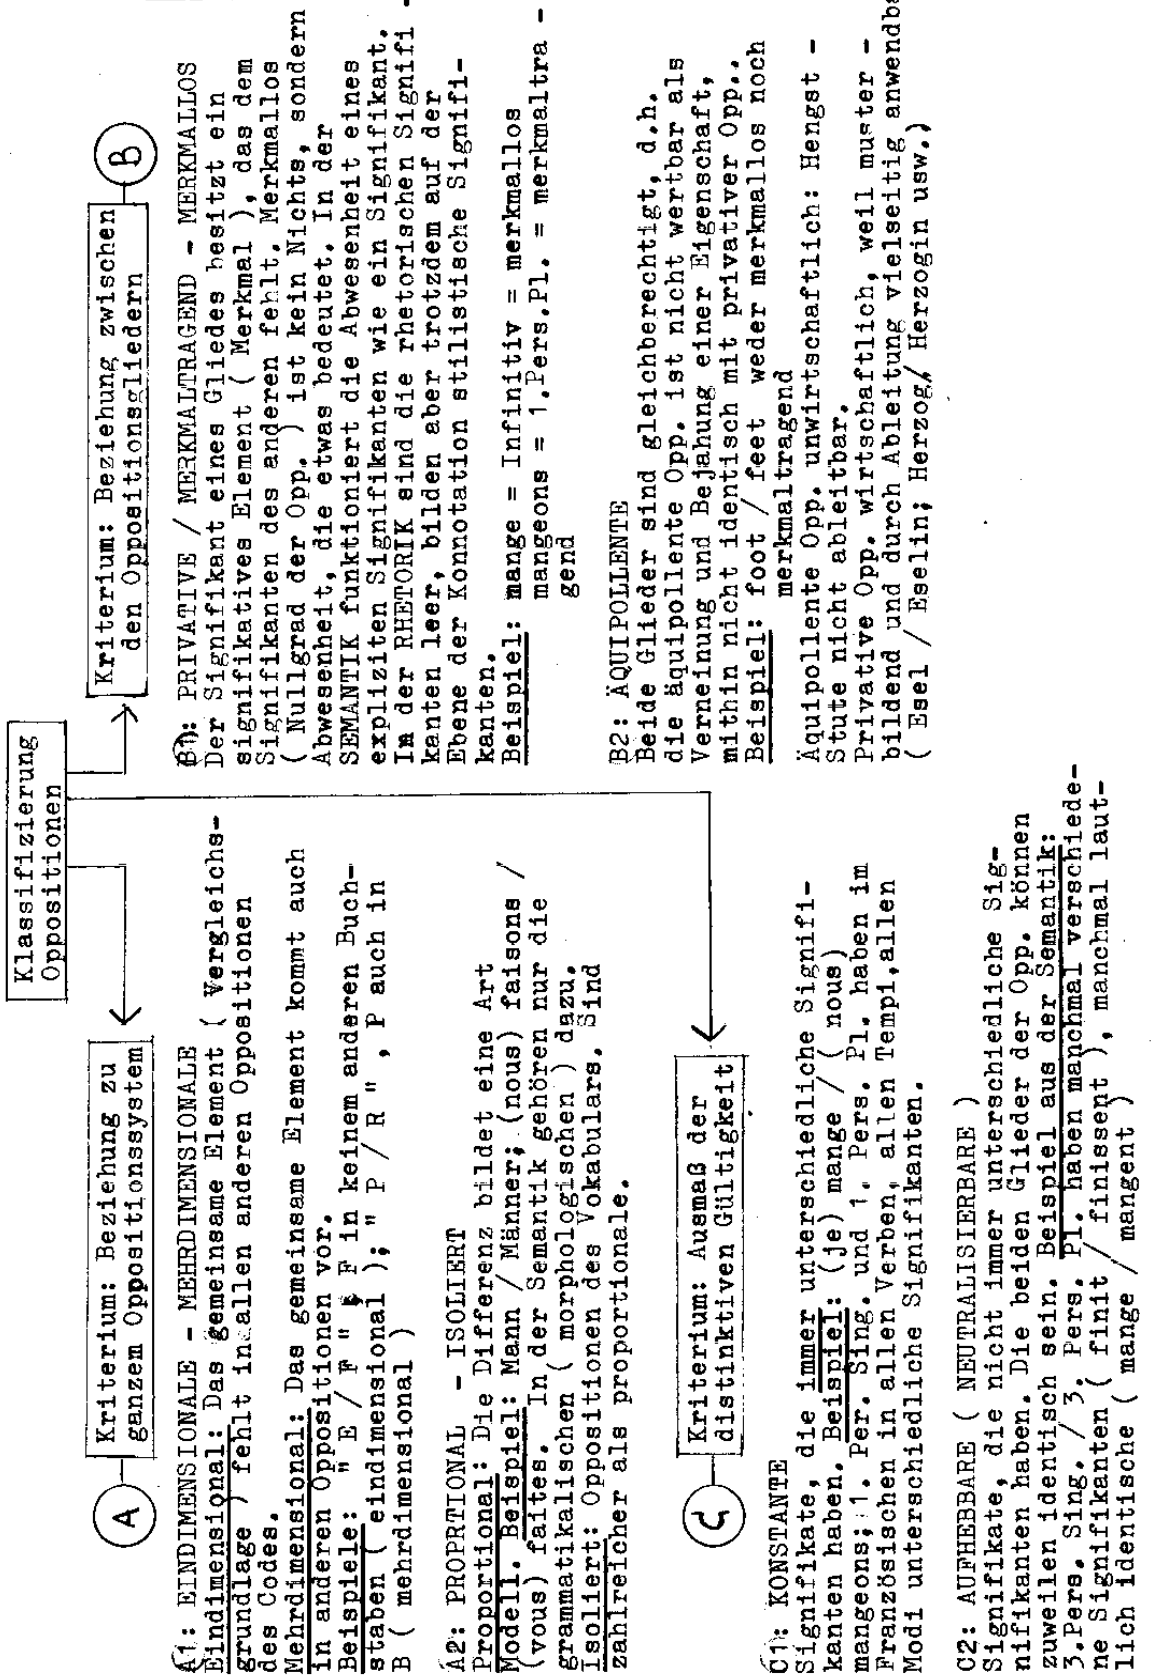 Klassifizierung
Oppositionen
A
Kriterium: Beziehung zu
ganzem Oppositionssystem
A1: EINDIMENSIONALE - MEHRDIMENSIONALE
Eindimensional: Das gemeinsame Element ( Vergleichs-
grundlage ) fehlt in allen anderen Oppositionen
des Codes.
Mehrdimensional: Das gemeinsame Element kommt auch
in anderen Oppositionen vor.
Beispiele: " E / F " F in keinem anderen Buch-
staben ( eindimensional ); " P / R " , P auch in
B ( mehrdimensional )
A2: PROPRTIONAL - ISOLIERT
Proportional: Die Differenz bildet eine Art
Modell. Beispiel: Mann / Männer; (nous) faisons /
(vous) faites. In der Semantik gehören nur die
grammatikalischen ( morphologischen ) dazu.
Isoliert: Oppositionen des Vokabulars. Sind
zahlreicher als proportionale.
B
Kriterium: Beziehung zwischen
den Oppositionsgliedern
B1: PRIVATIVE / MERKMALTRAGEND - MERKMALLOS
Der Signifikant eines Gliedes besitzt ein
significatives Element ( Merkmal ), das dem
Signifikanten des anderen fehlt. Merkmallos
( Nullgrad der Opp. ) ist kein Nichts, sondern
Abwesenheit, die etwas bedeutet. In der
SEMANTIK funktioniert die Abwesenheit eines
expliziten Signifikanten wie ein Signifikant.
In der RHETORIK sind die rhetorischen Signifi -
kanten leer, bilden aber trotzdem auf der
Ebene der Konnotation stilistische Signifi-
kanten.
Beispiel: mange = Infinitiv = merkmallos
mangeons = 1.Pers.Pl. = merkmaltra -
gend
B2: ÄQUIPOLLENTE
Beide Glieder sind gleichberechtigt, d.h.
die äquipollente Opp. ist nicht wertbar als
Verneinung und Bejahung einer Eigenschaft,
mithin nicht identisch mit privativer Opp..
Beispiel: foot / feet weder merkmallos noch
merkmaltragend
Äquipollente Opp. unwirtschaftlich: Hengst -
Stute nicht ableitbar.
Privative Opp. wirtschaftlich, weil muster -
bildend und durch Ableitung vielseitig anwendba
( Esel / Eselin; Herzog/ Herzogin usw.)
C
Kriterium: Ausmaß der
distinktiven Gültigkeit
C1: KONSTANTE
Signifikate, die immer unterschiedliche Signifi-
kanten haben. Beispiel: (je) mange / ( nous)
mangeons; 1. Per. Sing. und 1. Pers. Pl. haben im
Französischen in allen Verben, allen Tempi, allen
Modi unterschiedliche Signifikanten.
C2: AUFHEBBARE ( NEUTRALISIERBARE )
Signifikate, die nicht immer unterschiedliche Sig-
nifikanten haben. Die beiden Glieder der Opp. können
zuweilen identisch sein. Beispiel aus der Semantik:
3.Pers. Sing. / 3. Pers. Pl. haben manchmal verschiede-
ne Signifikanten ( finit / finissent ), manchmal laut-
lich identische ( mange / mangent )